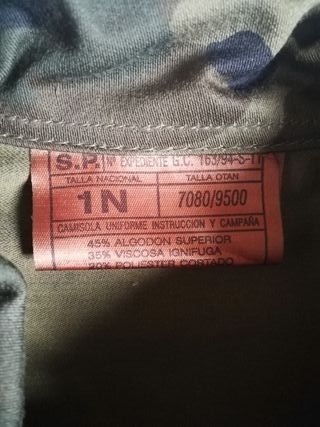 S.P. Nº EXPEDIENTE G.C. 163/94-S-11
TALLA NACIONAL TALLA OTAN
1N 7080/9500
CAMISOLA UNIFORME INSTRUCCION Y CAMPAÑA
45% ALGODON SUPERIOR
35% VISCOSA IGNIFUGA
20% POLIESTER CORTADO